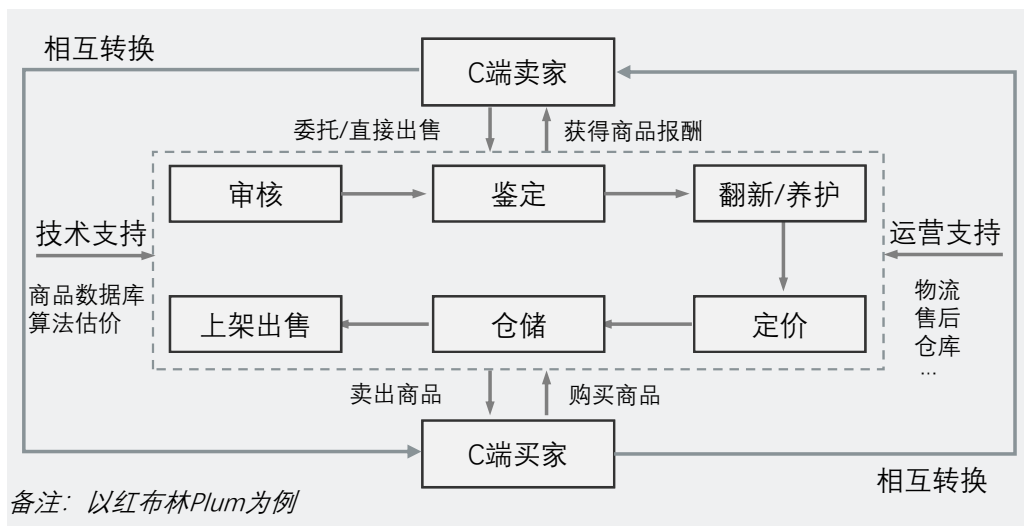 相互转换
C端卖家
委托/直接出售
获得商品报酬
审核
鉴定
翻新/养护
技术支持
运营支持
商品数据库
算法估价
物流
售后
仓库
...
上架出售
仓储
定价
卖出商品
购买商品
C端买家
相互转换
备注：以红布林Plum为例